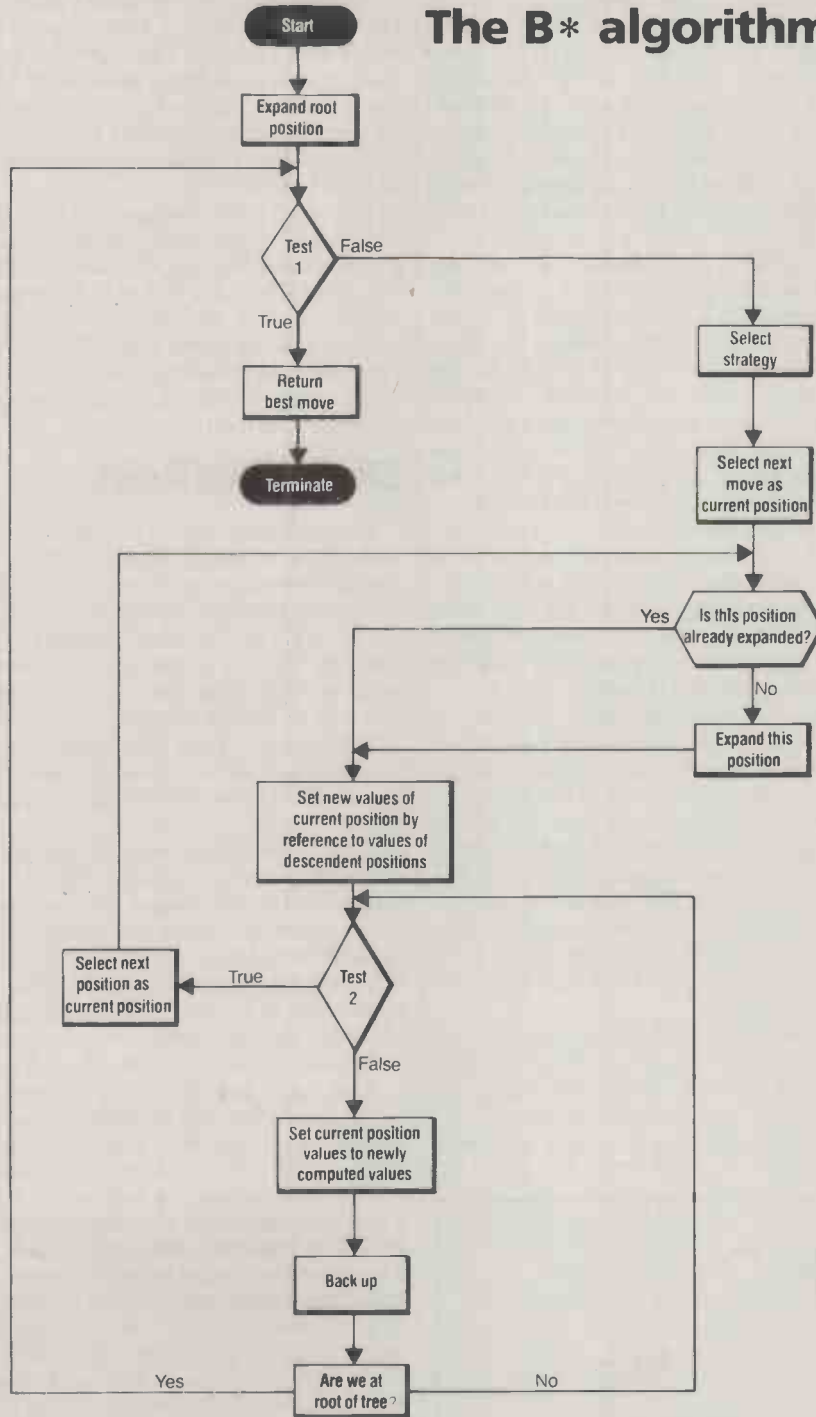 The B* algorithm
Start
Expand root
position
Test
1
False
True
Return
best move
Terminate
Select
strategy
Select next
move as
current position
Is this position
already expanded?
Yes
No
Expand this
position
Set new values of
current position by
reference to values of
descendent positions
Test
2
True
Select next
position as
current position
False
Set current position
values to newly
computed values
Back up
Are we at
root of tree?
Yes
No